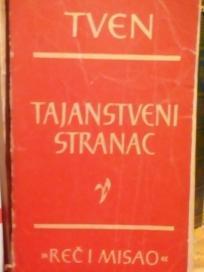 TVEN
TAJANSTVENI
STRANAC
»REČ I MISAO«